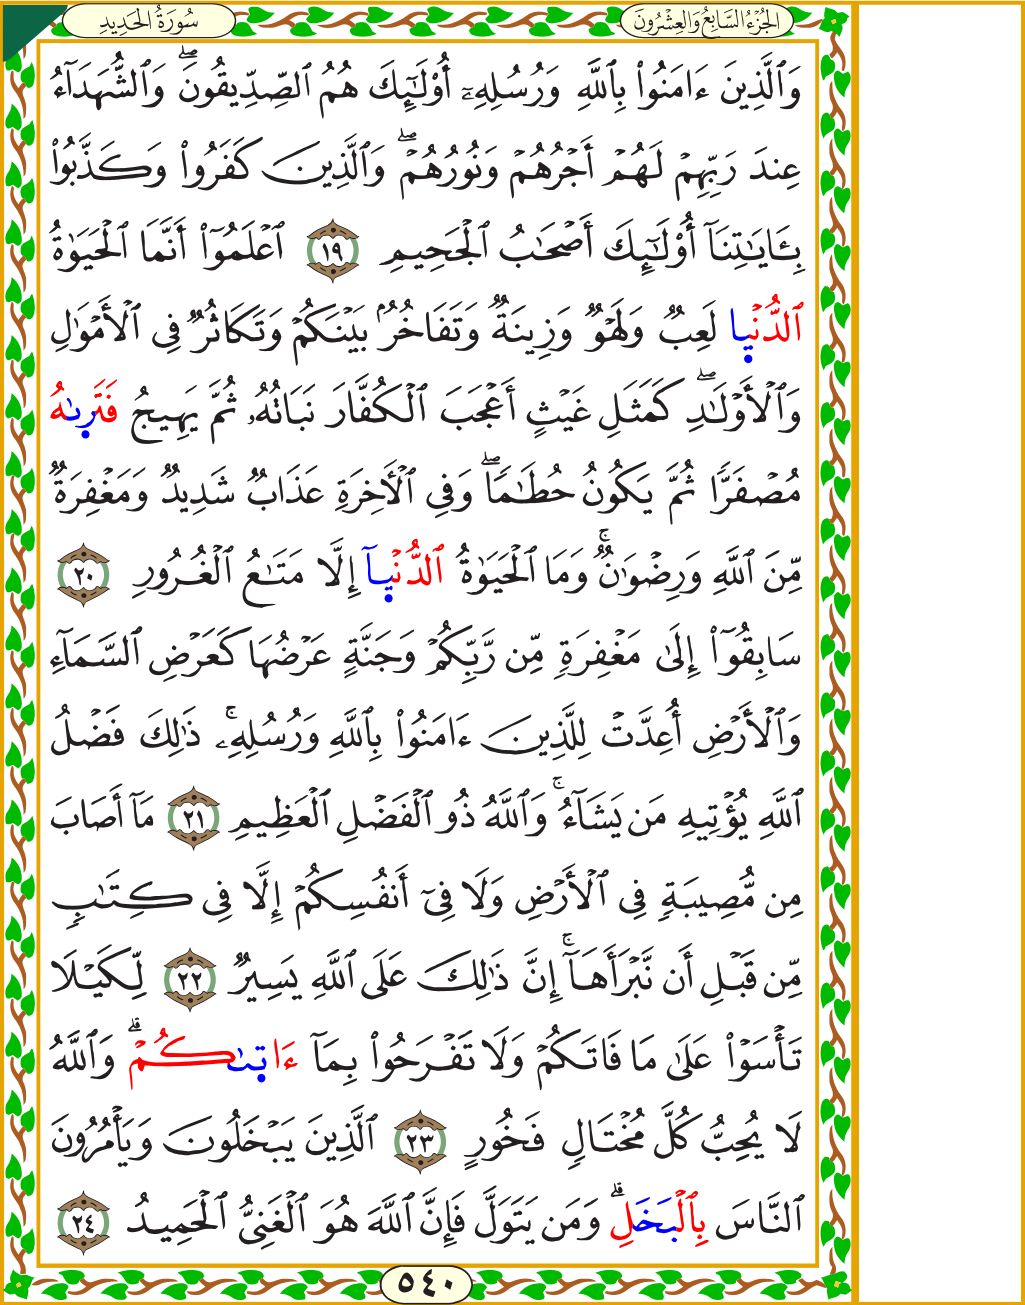 الجُزْءُ السَّابِعُ وَالعِشْرُونَ
سُورَةُ الحَدِيدِ
وَٱلَّذِينَ ءَامَنُواْ بِٱللَّهِ وَرُسُلِهِۦٓ أُوْلَٰٓئِكَ هُمُ ٱلصِّدِّيقُونَۖ وَٱلشُّهَدَآءُ
عِندَ رَبِّهِمۡ لَهُمۡ أَجۡرُهُمۡ وَنُورُهُمۡۖ وَٱلَّذِينَ كَفَرُواْ وَكَذَّبُواْ
بِـَٔايَٰتِنَآ أُوْلَٰٓئِكَ أَصۡحَٰبُ ٱلۡجَحِيمِ ١٩ ٱعۡلَمُوٓاْ أَنَّمَا ٱلۡحَيَوٰةُ
ٱلدُّنۡيا لَعِبٞ وَلَهۡوٞ وَزِينَةٞ وَتَفَاخُرُۢ بَيۡنَكُمۡ وَتَكَاثُرٞ فِي ٱلۡأَمۡوَٰلِ
وَٱلۡأَوۡلَٰدِۖ كَمَثَلِ غَيۡثٍ أَعۡجَبَ ٱلۡكُفَّارَ نَبَاتُهُۥ ثُمَّ يَهِيجُ فَتَرىٰهُ
مُصۡفَرّٗا ثُمَّ يَكُونُ حُطَٰمٗاۖ وَفِي ٱلۡأٓخِرَةِ عَذَابٞ شَدِيدٞ وَمَغۡفِرَةٞ
مِّنَ ٱللَّهِ وَرِضۡوَٰنٞۚ وَمَا ٱلۡحَيَوٰةُ ٱلدُّنۡيآ إِلَّا مَتَٰعُ ٱلۡغُرُورِ ٢٠
سَابِقُوٓاْ إِلَىٰ مَغۡفِرَةٖ مِّن رَّبِّكُمۡ وَجَنَّةٍ عَرۡضُهَا كَعَرۡضِ ٱلسَّمَآءِ
وَٱلۡأَرۡضِ أُعِدَّتۡ لِلَّذِينَ ءَامَنُواْ بِٱللَّهِ وَرُسُلِهِۦۚ ذَٰلِكَ فَضۡلُ
ٱللَّهِ يُؤۡتِيهِ مَن يَشَآءُۚ وَٱللَّهُ ذُو ٱلۡفَضۡلِ ٱلۡعَظِيمِ ٢١ مَآ أَصَابَ
مِن مُّصِيبَةٖ فِي ٱلۡأَرۡضِ وَلَا فِيٓ أَنفُسِكُمۡ إِلَّا فِي كِتَٰبٖ
مِّن قَبۡلِ أَن نَّبۡرَأَهَآۚ إِنَّ ذَٰلِكَ عَلَى ٱللَّهِ يَسِيرٞ ٢٢ لِّكَيۡلَا
تَأۡسَوۡاْ عَلَىٰ مَا فَاتَكُمۡ وَلَا تَفۡرَحُواْ بِمَآ ءَاتىٰكُمۡۗ وَٱللَّهُ
لَا يُحِبُّ كُلَّ مُخۡتَالٖ فَخُورٍ ٢٣ ٱلَّذِينَ يَبۡخَلُونَ وَيَأۡمُرُونَ
ٱلنَّاسَ بِٱلۡبَخَلِۗ وَمَن يَتَوَلَّ فَإِنَّ ٱللَّهَ هُوَ ٱلۡغَنِيُّ ٱلۡحَمِيدُ ٢٤
٥٤٠